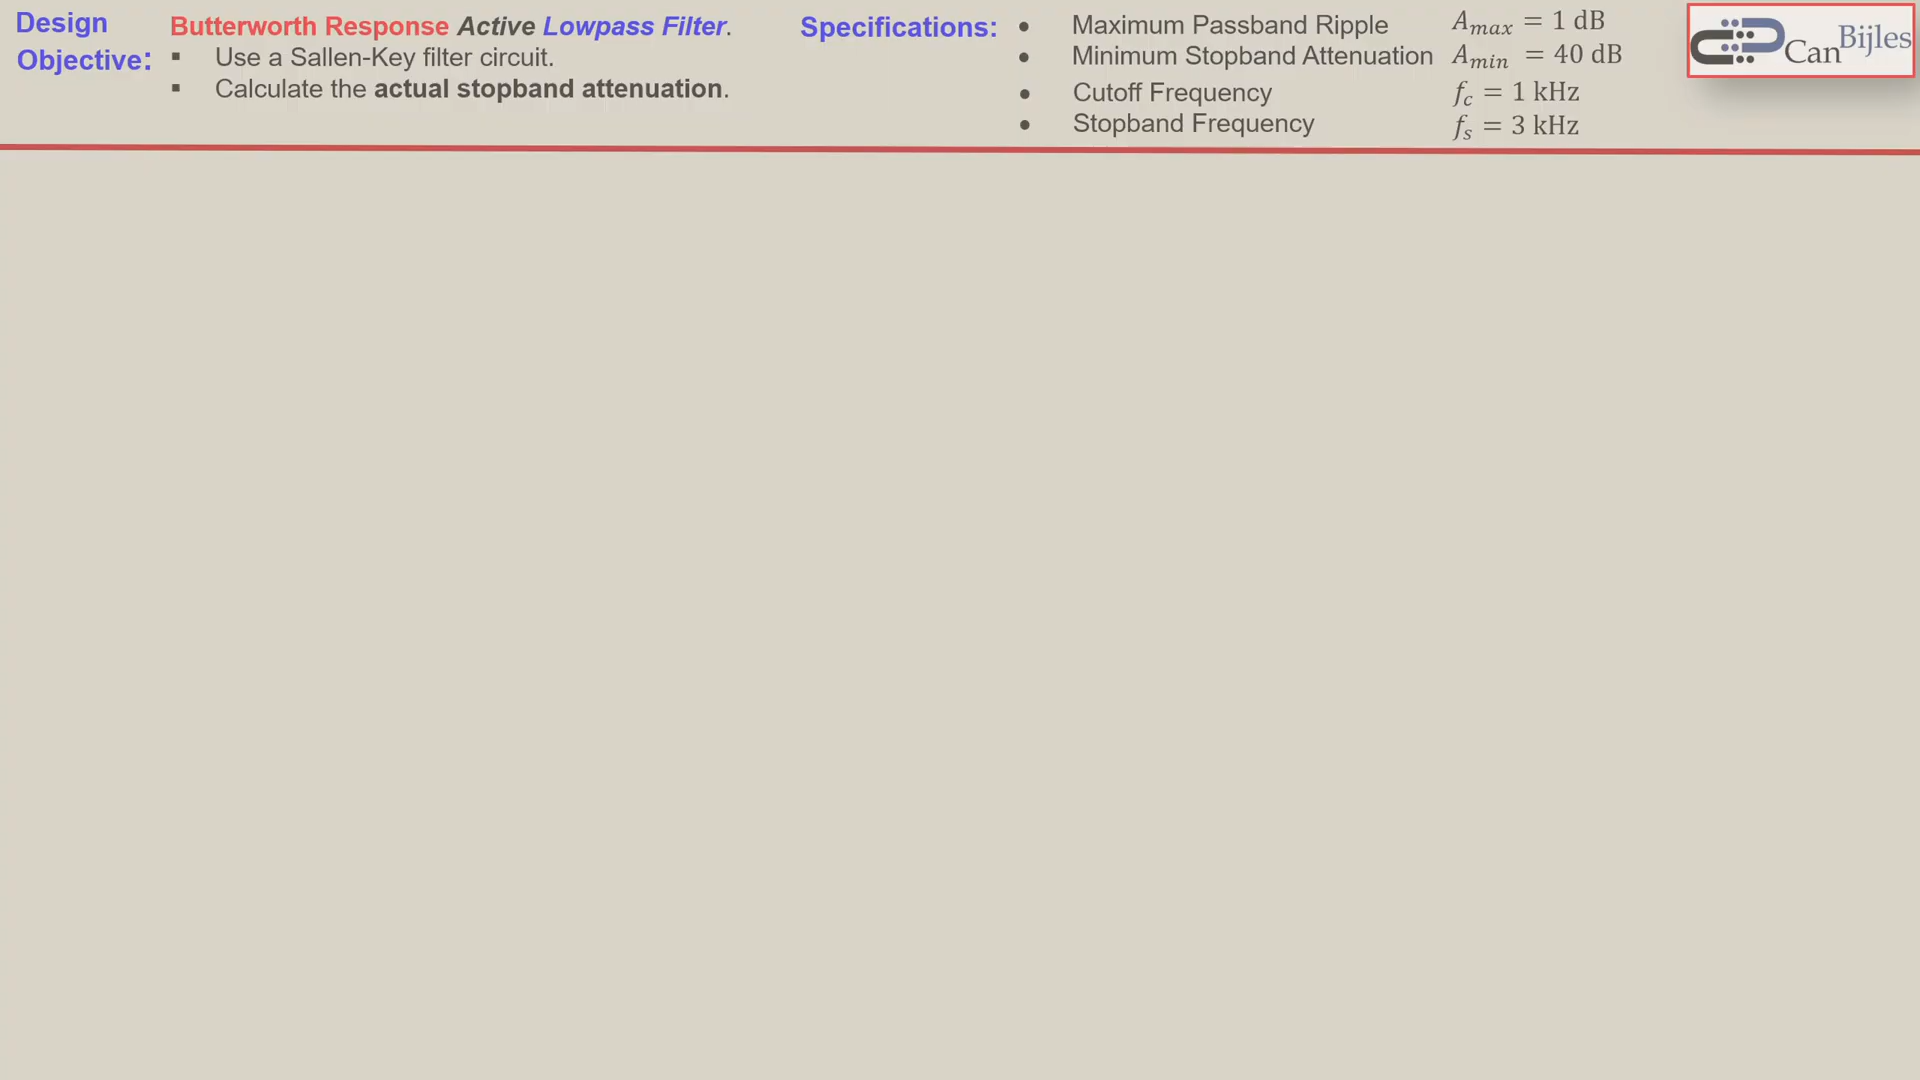 Design
Objective:
Butterworth Response Active Lowpass Filter.
▪ Use a Sallen-Key filter circuit.
▪ Calculate the actual stopband attenuation.
Specifications:
• Maximum Passband Ripple A_max = 1 dB
• Minimum Stopband Attenuation A_min = 40 dB
• Cutoff Frequency f_c = 1 kHz
• Stopband Frequency f_s = 3 kHz
CanBijles